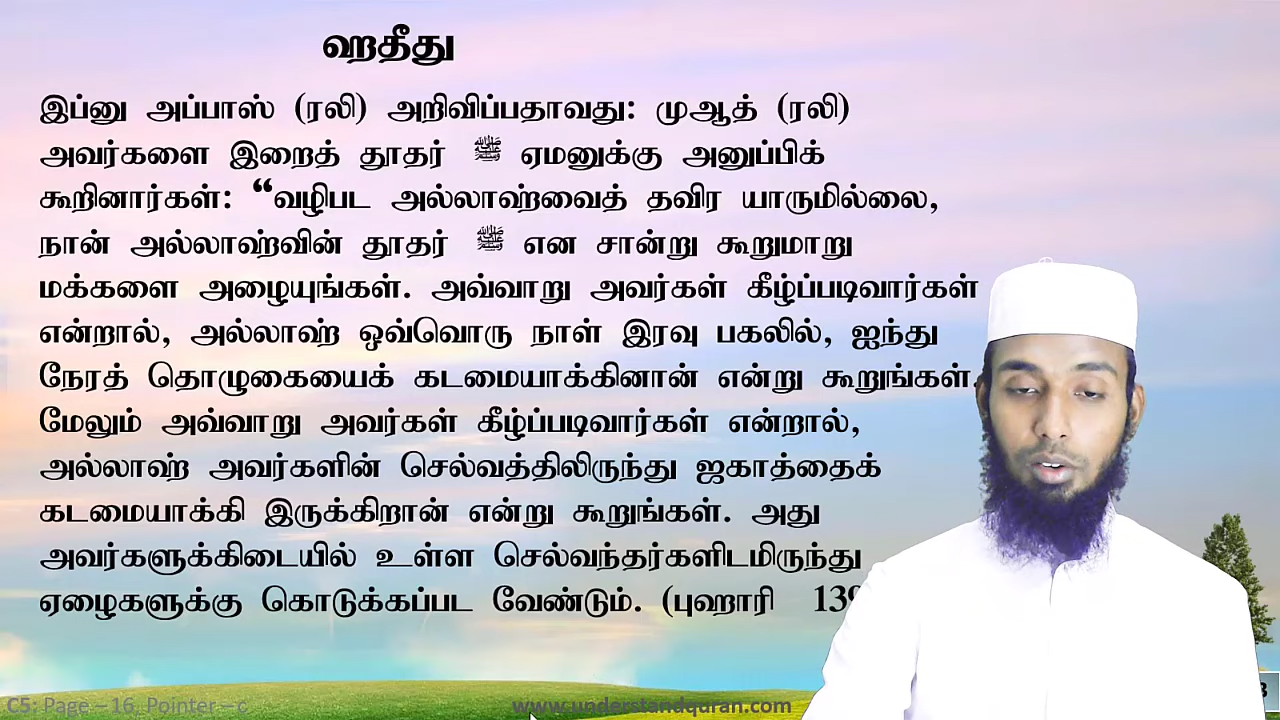 ஹதீது
இப்னு அப்பாஸ் (ரலி) அறிவிப்பதாவது: முஆத் (ரலி)
அவர்களை இறைத் தூதர் ﷺ ஏமனுக்கு அனுப்பிக்
கூறினார்கள்: “வழிபட அல்லாஹ்வைத் தவிர யாருமில்லை,
நான் அல்லாஹ்வின் தூதர் ﷺ என சான்று கூறுமாறு
மக்களை அழையுங்கள். அவ்வாறு அவர்கள் கீழ்ப்படிவார்கள்
என்றால், அல்லாஹ் ஒவ்வொரு நாள் இரவு பகலில், ஐந்து
நேரத் தொழுகையைக் கடமையாக்கினான் என்று கூறுங்கள்.
மேலும் அவ்வாறு அவர்கள் கீழ்ப்படிவார்கள் என்றால்,
அல்லாஹ் அவர்களின் செல்வத்திலிருந்து ஜகாத்தைக்
கடமையாக்கி இருக்கிறான் என்று கூறுங்கள். அது
அவர்களுக்கிடையில் உள்ள செல்வந்தர்களிடமிருந்து
ஏழைகளுக்கு கொடுக்கப்பட வேண்டும். (புஹாரி
C5: Page – 16, Pointer – c www.understandquran.com